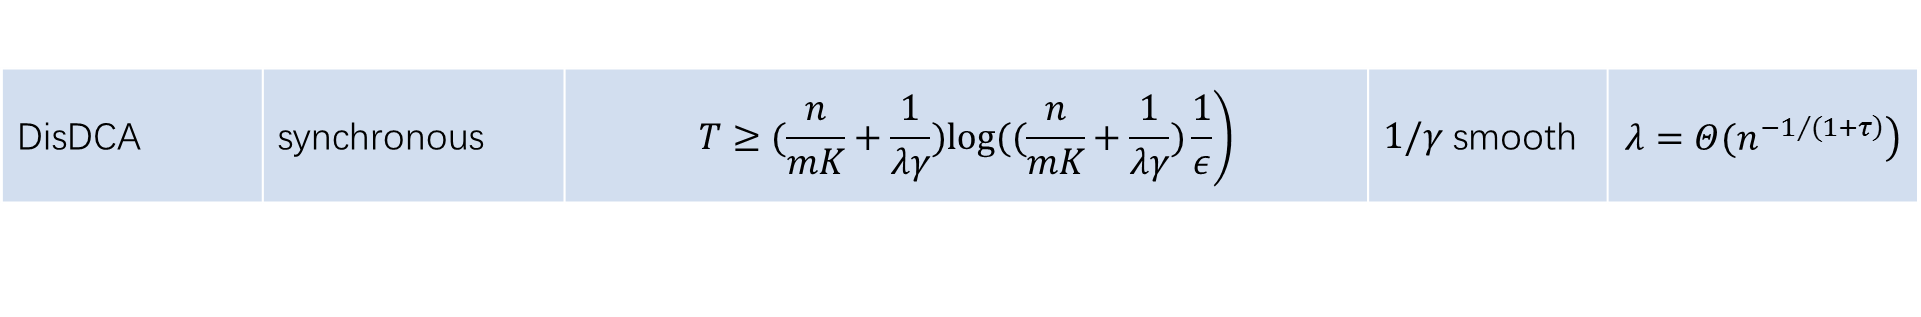 DisDCA synchronous T ≥ (n/mK + 1/λγ)log((n/mK + 1/λγ) 1/ϵ) 1/γ smooth λ = Θ(n^{−1/(1+τ)})